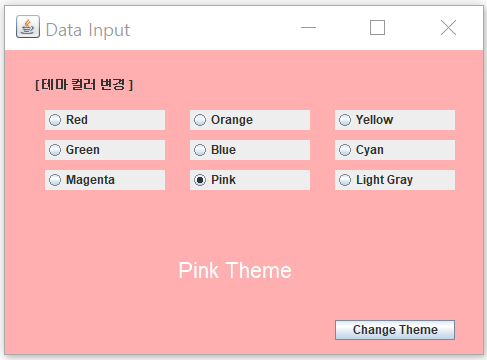 Data Input
[ 테마 컬러 변경 ]
Red Orange Yellow
Green Blue Cyan
Magenta Pink Light Gray
Pink Theme
Change Theme